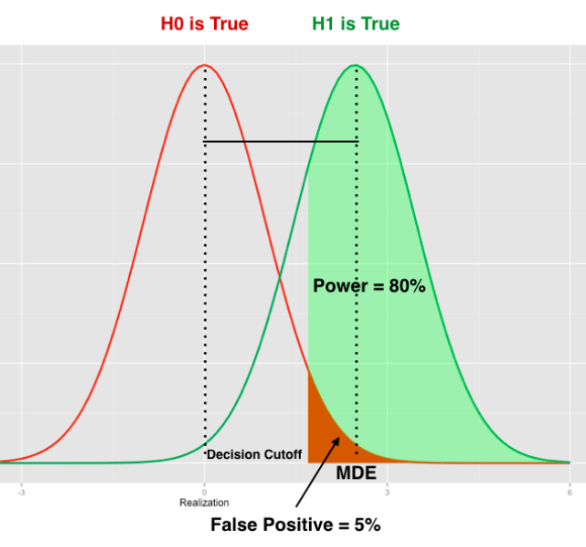 H0 is True
H1 is True
Power = 80%
Decision Cutoff
MDE
-3
0
3
6
Realization
False Positive = 5%